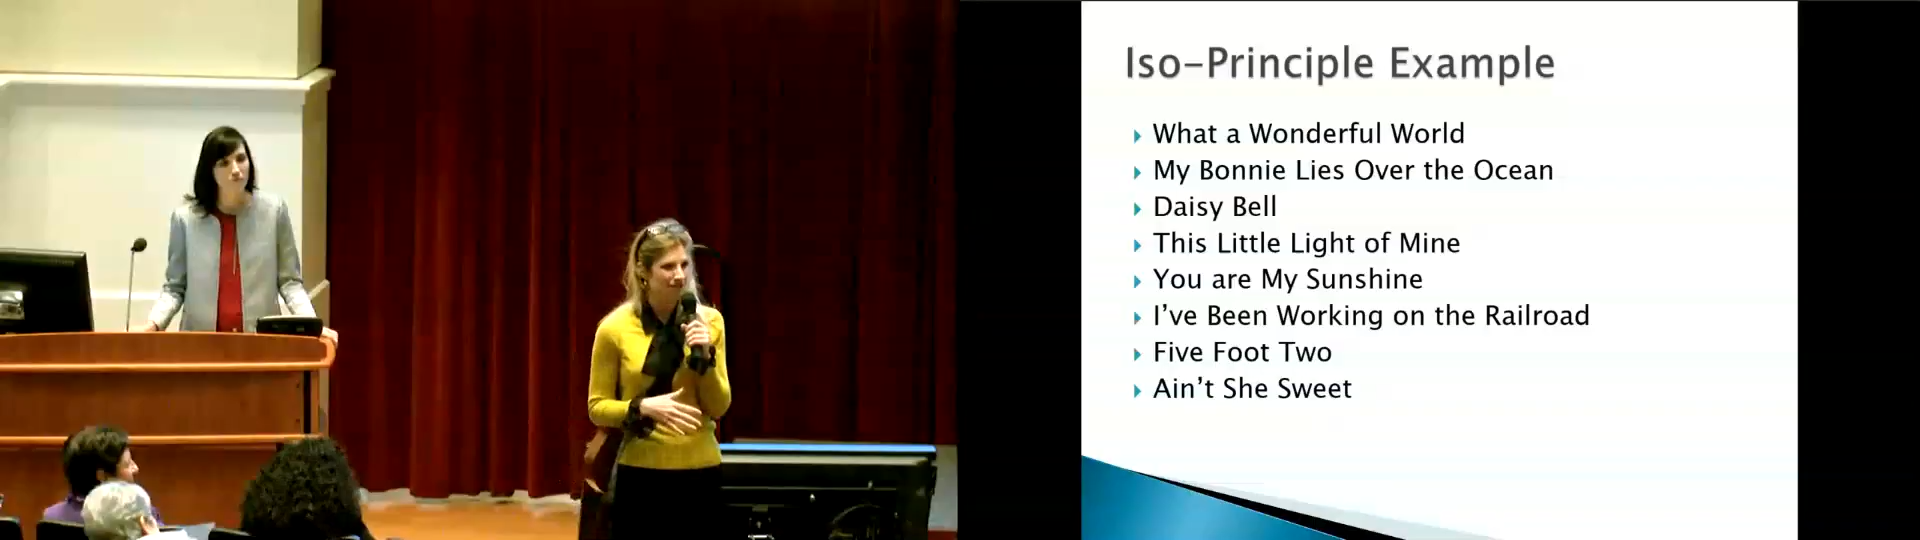 Iso-Principle Example
What a Wonderful World
My Bonnie Lies Over the Ocean
Daisy Bell
This Little Light of Mine
You are My Sunshine
I've Been Working on the Railroad
Five Foot Two
Ain't She Sweet